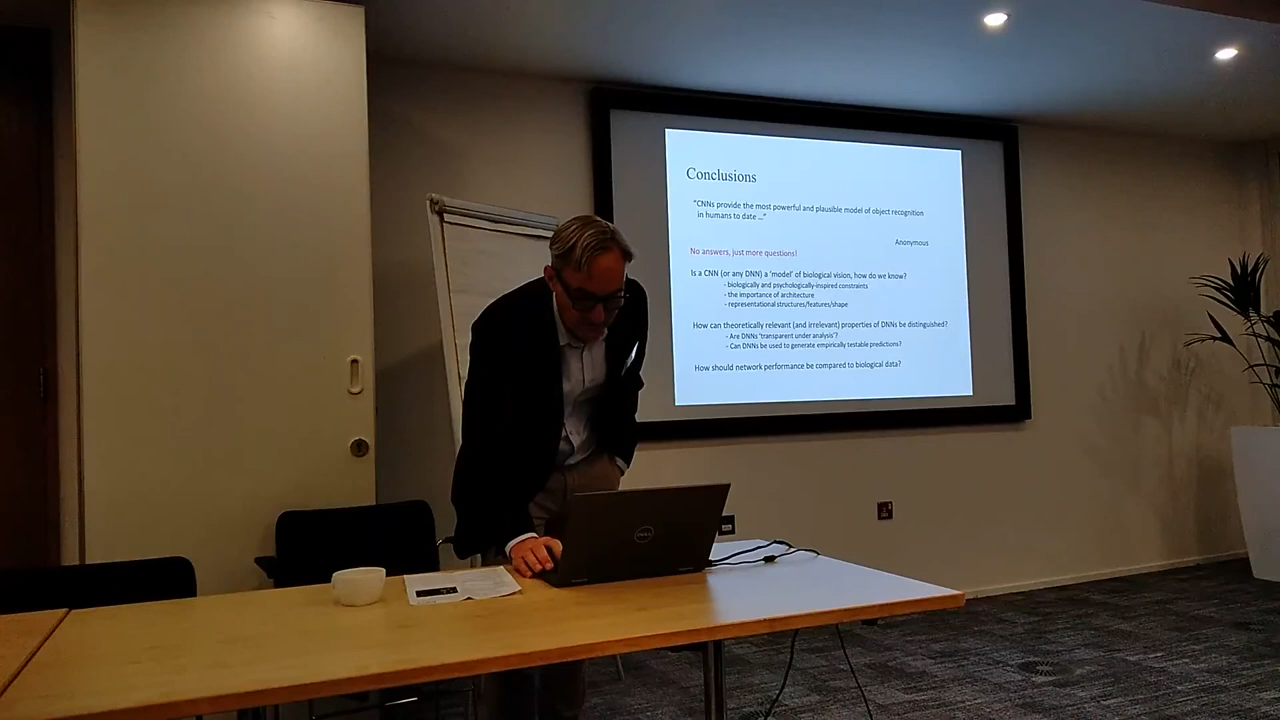 Conclusions
"CNNs provide the most powerful and plausible model of object recognition
in humans to date ..."
Anonymous
No answers, just more questions!
Is a CNN (or any DNN) a 'model' of biological vision, how do we know?
- biologically and psychologically-inspired constraints
- the importance of architecture
- representational structures/features/shape
How can theoretically relevant (and irrelevant) properties of DNNs be distinguished?
- Are DNNs "transparent under analysis"?
- Can DNNs be used to generate empirically testable predictions?
How should network performance be compared to biological data?
DELL